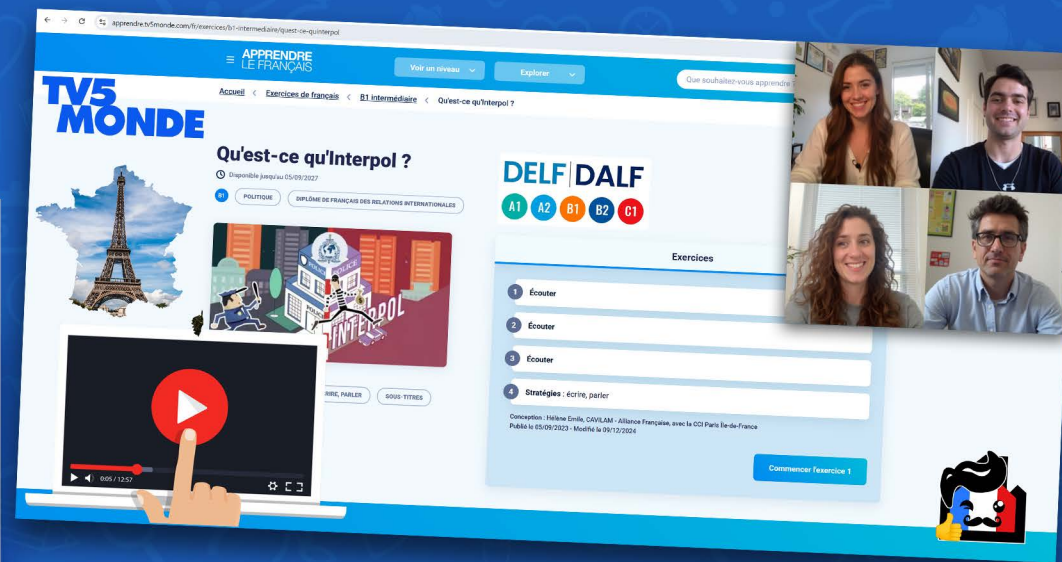 apprendre.tv5monde.com/fr/exercices/b1-intermediaire/quest-ce-quinterpol
APPRENDRE
LE FRANÇAIS
Voir un niveau
Explorer
Que souhaitez-vous apprendre ?
TV5
MONDE
Accueil < Exercices de français < B1 intermédiaire < Qu'est-ce qu'Interpol ?
Qu'est-ce qu'Interpol ?
Disponible jusqu'au 05/09/2027
B1 POLITIQUE DIPLÔME DE FRANÇAIS DES RELATIONS INTERNATIONALES
POLICE POLICE
INTERPOL
PARLER SOUS-TITRES
0:05 / 12:57
DELF DALF
A1 A2 B1 B2 C1
Exercices
1 Écouter
2 Écouter
3 Écouter
4 Stratégies : écrire, parler
Conception : Hélène Emile, CAVILAM - Alliance Française, avec la CCI Paris Île-de-France
Publié le 05/09/2023 - Modifié le 09/12/2024
Commencer l'exercice 1